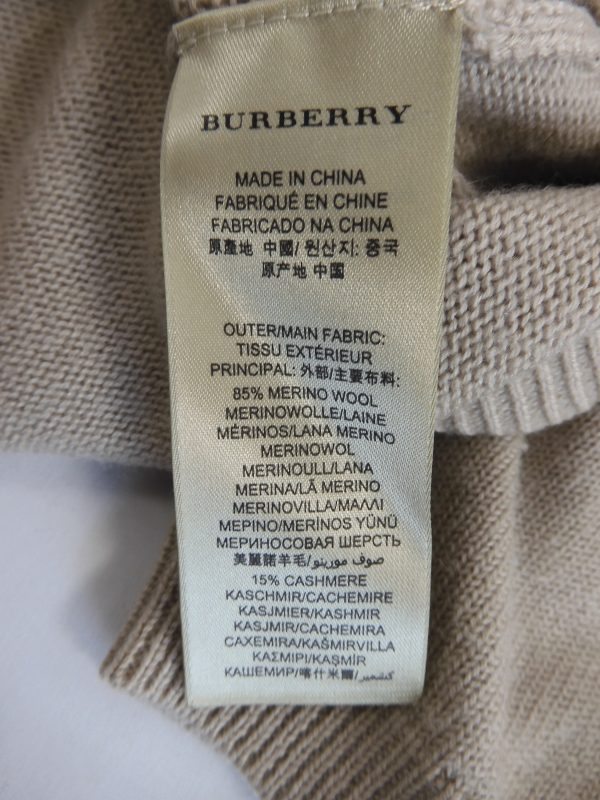 BURBERRY
MADE IN CHINA
FABRIQUÉ EN CHINE
FABRICADO NA CHINA
原產地 中國/ 원산지: 중국
原产地 中国
OUTER/MAIN FABRIC:
TISSU EXTÉRIEUR
PRINCIPAL: 外部/主要布料:
85% MERINO WOOL
MERINOWOLLE/LAINE
MÉRINOS/LANA MERINO
MERINOWOL
MERINOULL/LANA
MERINA/LÃ MERINO
MERINOVILLA/ΜΑΛΛΙ
ΜΕΡΙΝΟ/MERİNOS YÜNÜ
МЕРИНОСОВАЯ ШЕРСТЬ
美麗諾羊毛/صوف مورينو
15% CASHMERE
KASCHMIR/CACHEMIRE
KASJMIER/KASHMIR
KASJMIR/CACHEMIRA
CAXEMIRA/KAŠMIRVILLA
ΚΑΣΜΙΡΙ/KAŞMİR
КАШЕМИР/喀什米爾/كشمير